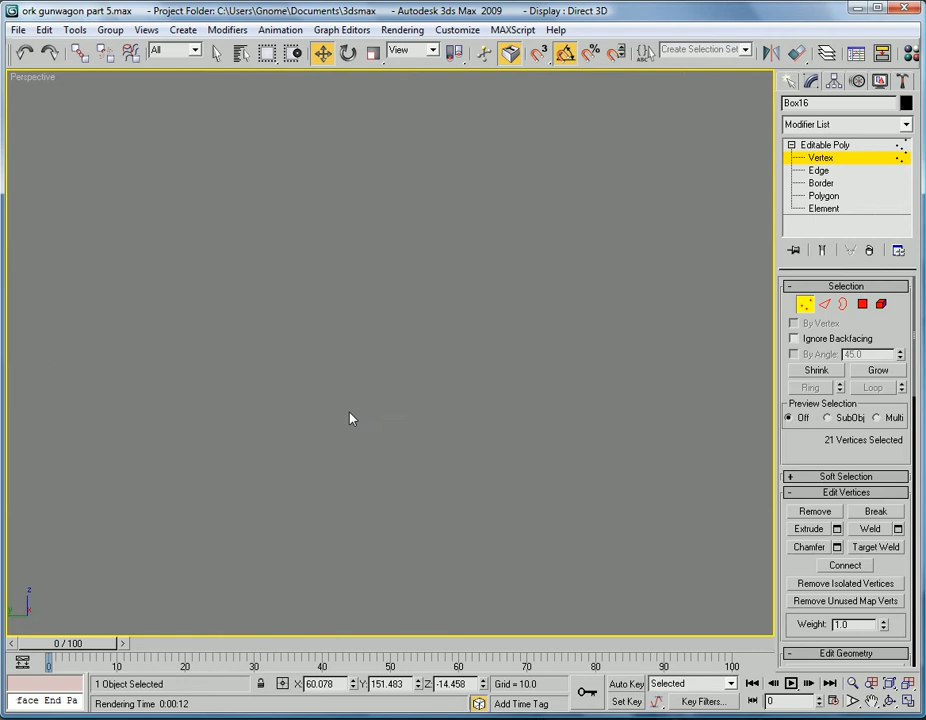 ork gunwagon part 5.max - Project Folder: C:\Users\Gnome\Documents\3dsmax - Autodesk 3ds Max 2009 - Display : Direct 3D
File Edit Tools Group Views Create Modifiers Animation Graph Editors Rendering Customize MAXScript Help
All View 3 % ABC Create Selection Set
Perspective
Box16
Modifier List
Editable Poly
Vertex
Edge
Border
Polygon
Element
Selection
By Vertex
Ignore Backfacing
By Angle: 45.0
Shrink Grow
Ring Loop
Preview Selection
Off SubObj Multi
21 Vertices Selected
Soft Selection
Edit Vertices
Remove Break
Extrude Weld
Chamfer Target Weld
Connect
Remove Isolated Vertices
Remove Unused Map Verts
Weight: 1.0
Edit Geometry
z
y x
0 / 100
0 10 20 30 40 50 60 70 80 90 100
1 Object Selected X: 60.078 Y: 151.483 Z: -14.458 Grid = 10.0 Auto Key Selected
face End Pa Rendering Time 0:00:12 Add Time Tag Set Key Key Filters... 0